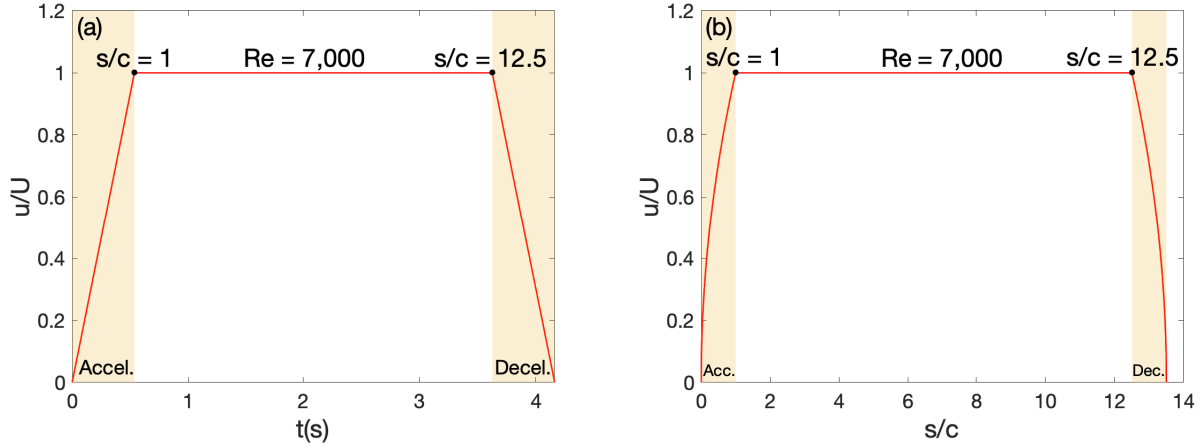 (a)
s/c = 1
Re = 7,000
s/c = 12.5
1.2
1
0.8
0.6
0.4
0.2
0
u/U
Accel.
Decel.
0
1
2
3
4
t(s)
(b)
s/c = 1
Re = 7,000
s/c = 12.5
1.2
1
0.8
0.6
0.4
0.2
0
u/U
Acc.
Dec.
0
2
4
6
8
10
12
14
s/c